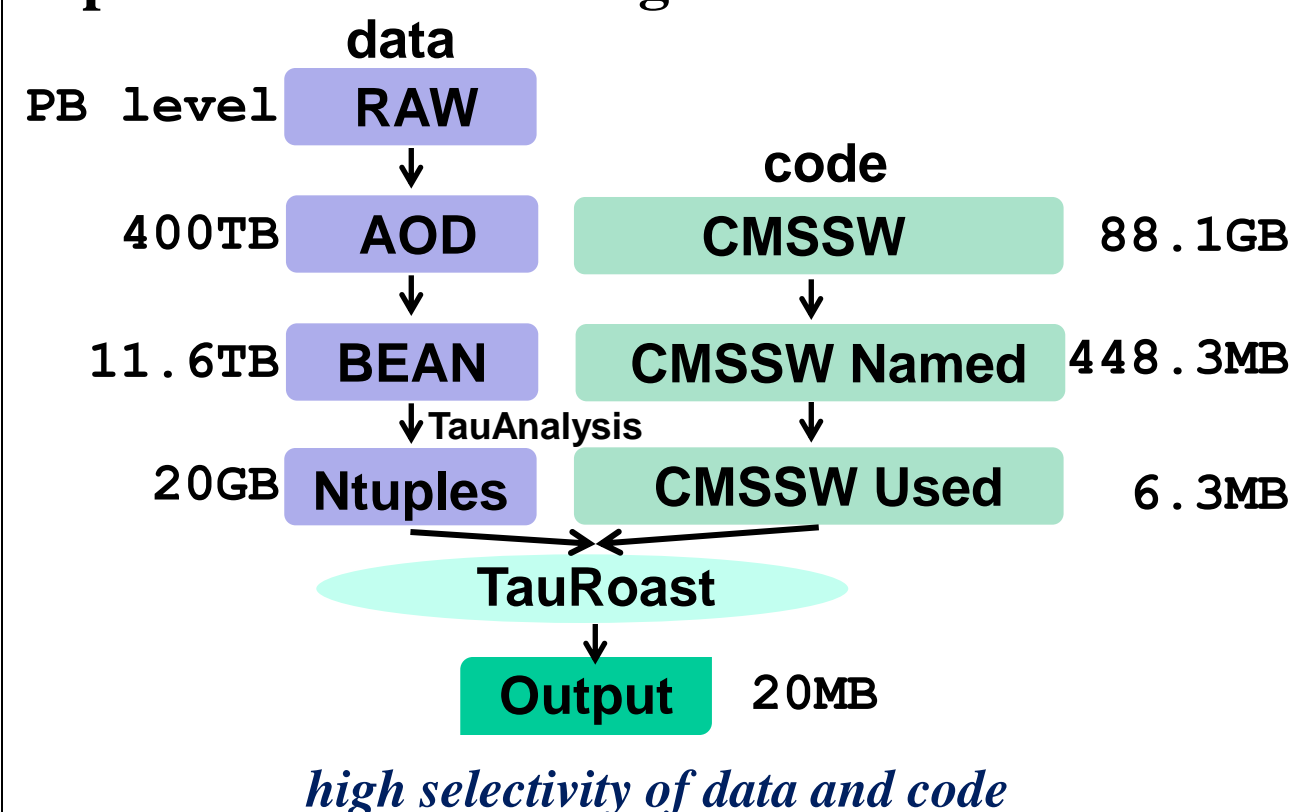 data
PB level RAW
code
400TB AOD CMSSW 88.1GB
11.6TB BEAN CMSSW Named 448.3MB
TauAnalysis
20GB Ntuples CMSSW Used 6.3MB
TauRoast
Output 20MB
high selectivity of data and code